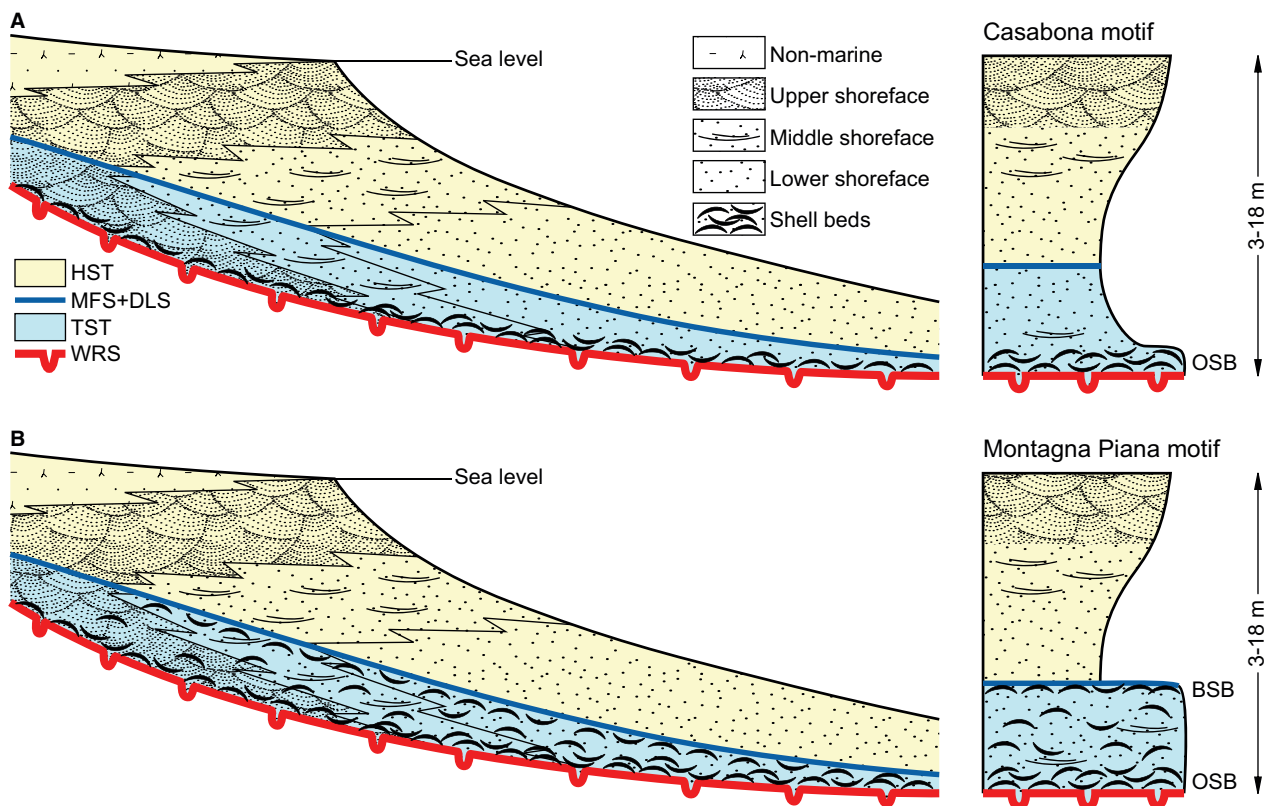 A
Sea level
Non-marine
Upper shoreface
Middle shoreface
Lower shoreface
Shell beds
HST
MFS+DLS
TST
WRS
Casabona motif
3-18 m
OSB
B
Sea level
Montagna Piana motif
3-18 m
BSB
OSB